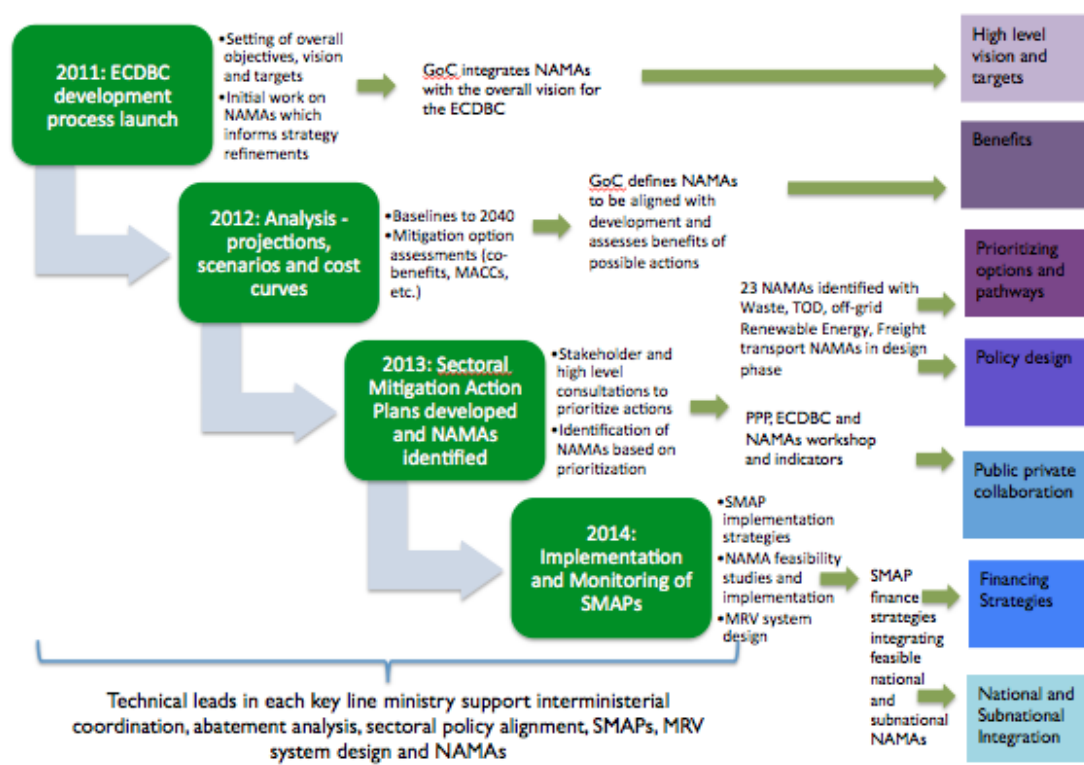 2011: ECDBC
development
process launch
•Setting of overall
objectives, vision
and targets
•Initial work on
NAMAs which
informs strategy
refinements
GoC integrates NAMAs
with the overall vision for
the ECDBC
High level
vision and
targets
2012: Analysis -
projections,
scenarios and cost
curves
•Baselines to 2040
•Mitigation option
assessments (co-
benefits, MACCs,
etc.)
GoC defines NAMAs
to be aligned with
development and
assesses benefits of
possible actions
Benefits
2013: Sectoral
Mitigation Action
Plans developed
and NAMAs
identified
•Stakeholder and
high level
consultations to
prioritize actions
•Identification of
NAMAs based on
prioritization
23 NAMAs identified with
Waste, TOD, off-grid
Renewable Energy, Freight
transport NAMAs in design
phase
Prioritizing
options and
pathways
Policy design
PPP, ECDBC and
NAMAs workshop
and indicators
Public private
collaboration
2014:
Implementation
and Monitoring of
SMAPs
•SMAP
implementation
strategies
•NAMA feasibility
studies and
implementation
•MRV system
design
SMAP
finance
strategies
integrating
feasible
national
and
subnational
NAMAs
Financing
Strategies
National and
Subnational
Integration
Technical leads in each key line ministry support interministerial
coordination, abatement analysis, sectoral policy alignment, SMAPs, MRV
system design and NAMAs